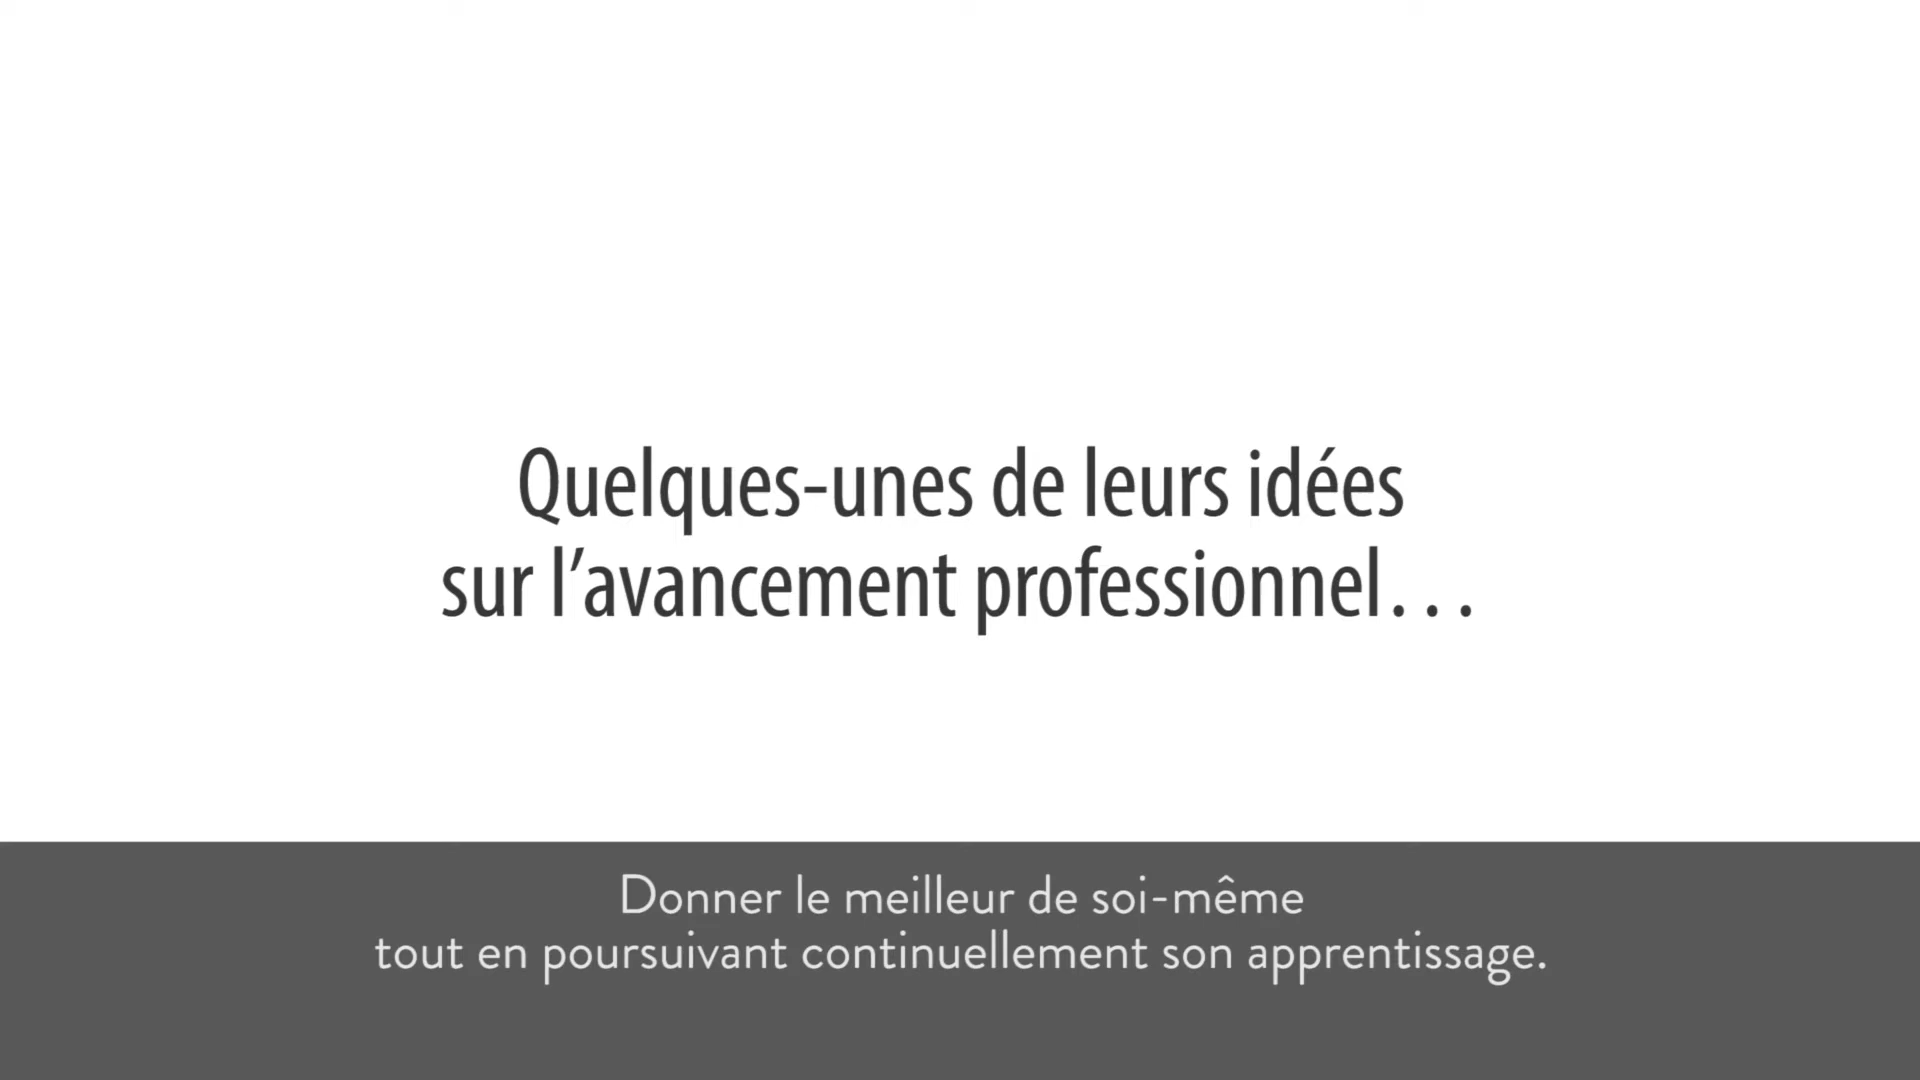 Quelques-unes de leurs idées
sur l’avancement professionnel…
Donner le meilleur de soi-même
tout en poursuivant continuellement son apprentissage.